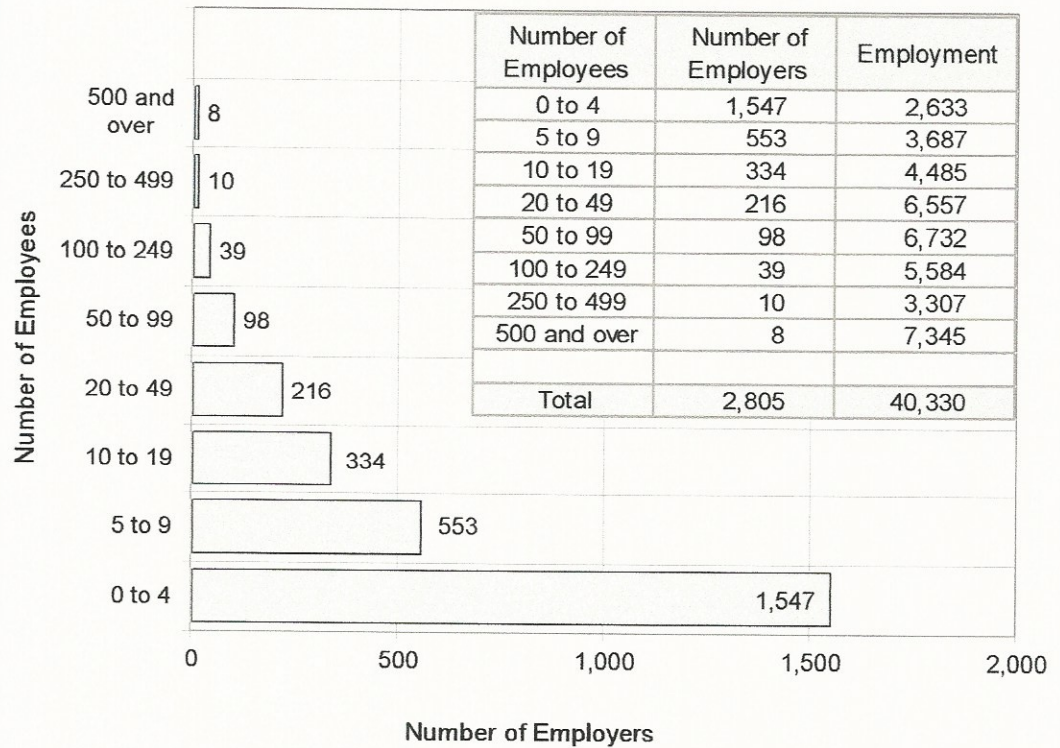 Number of Employees
500 and over
8
250 to 499
10
100 to 249
39
50 to 99
98
20 to 49
216
10 to 19
334
5 to 9
553
0 to 4
1,547
0 500 1,000 1,500 2,000
Number of Employers
Number of Employees Number of Employers Employment
0 to 4 1,547 2,633
5 to 9 553 3,687
10 to 19 334 4,485
20 to 49 216 6,557
50 to 99 98 6,732
100 to 249 39 5,584
250 to 499 10 3,307
500 and over 8 7,345
Total 2,805 40,330